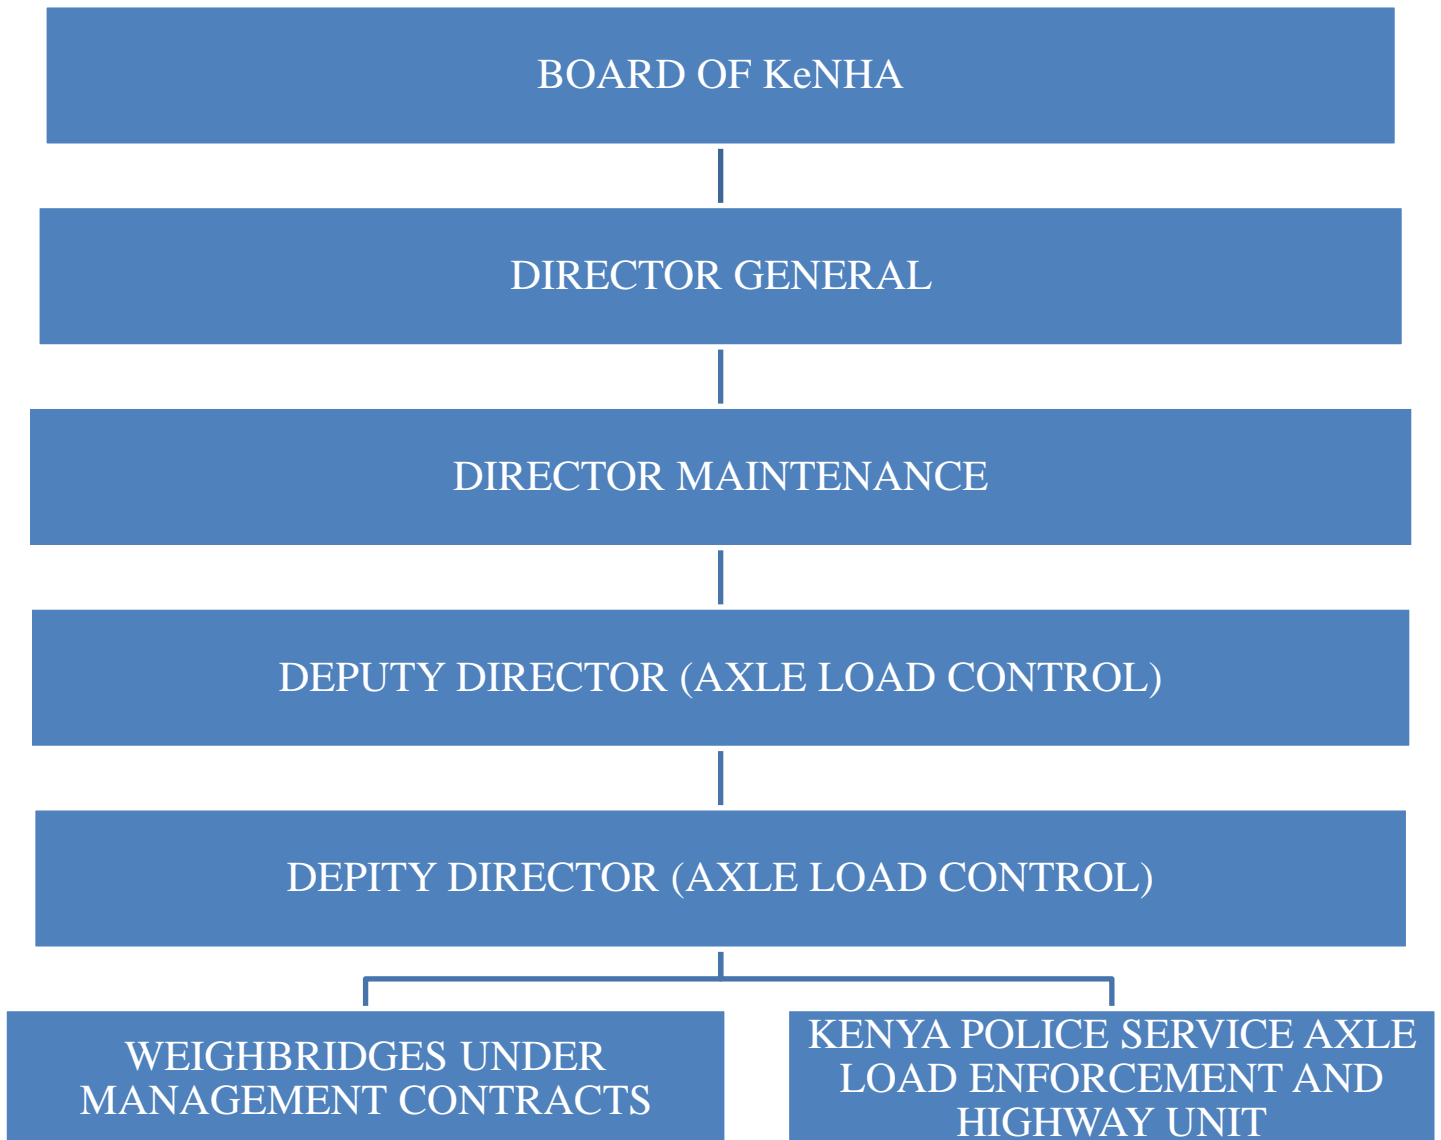 BOARD OF KeNHA
DIRECTOR GENERAL
DIRECTOR MAINTENANCE
DEPUTY DIRECTOR (AXLE LOAD CONTROL)
DEPITY DIRECTOR (AXLE LOAD CONTROL)
WEIGHBRIDGES UNDER
MANAGEMENT CONTRACTS
KENYA POLICE SERVICE AXLE
LOAD ENFORCEMENT AND
HIGHWAY UNIT